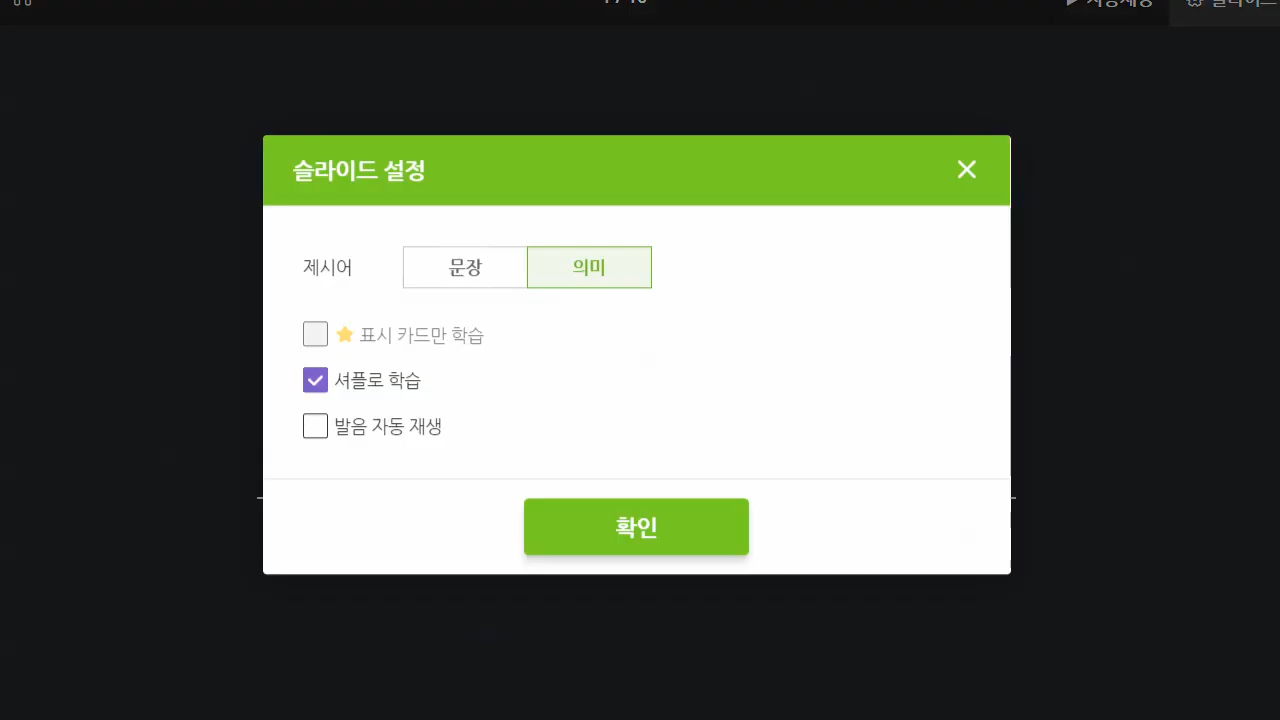 슬라이드 설정
제시어 문장 의미
표시 카드만 학습
셔플로 학습
발음 자동 재생
확인